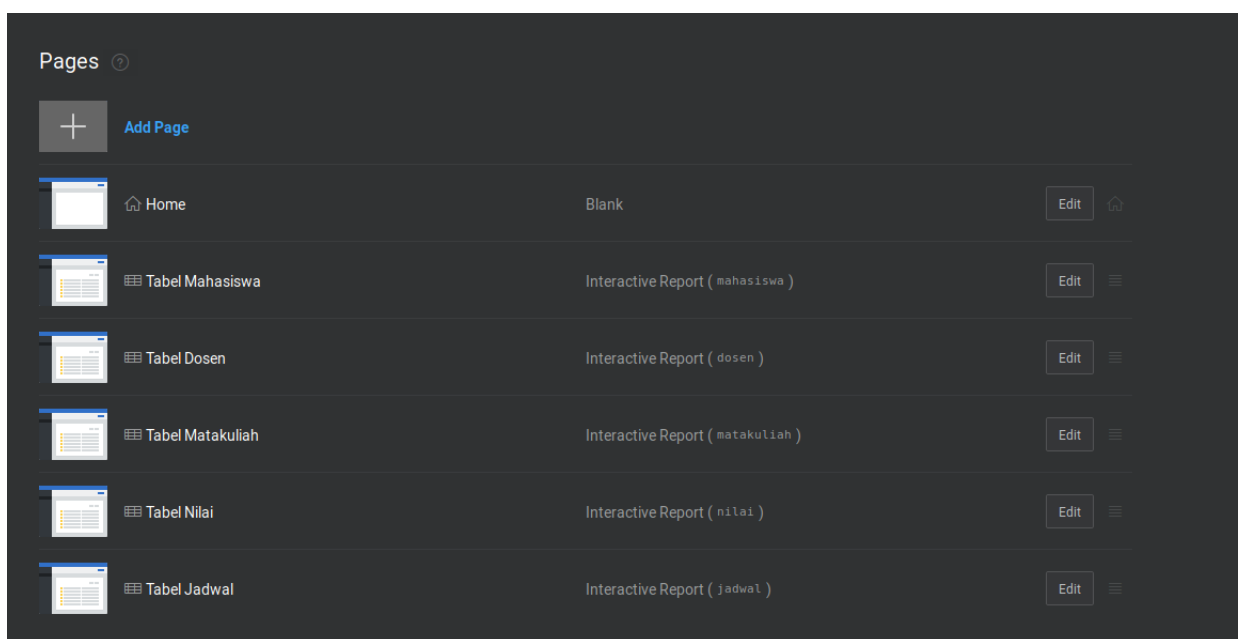 Pages ?
Add Page
Home Blank Edit
Tabel Mahasiswa Interactive Report ( mahasiswa ) Edit
Tabel Dosen Interactive Report ( dosen ) Edit
Tabel Matakuliah Interactive Report ( matakuliah ) Edit
Tabel Nilai Interactive Report ( nilai ) Edit
Tabel Jadwal Interactive Report ( jadwal ) Edit